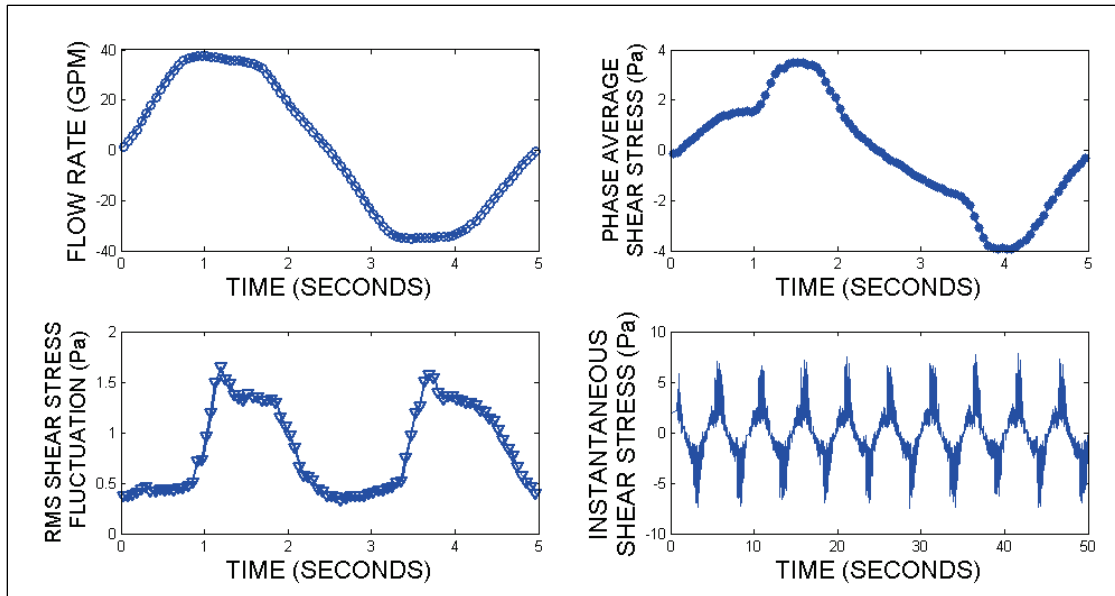 FLOW RATE (GPM)
40
20
0
-20
-40
0 1 2 3 4 5
TIME (SECONDS)
PHASE AVERAGE
SHEAR STRESS (Pa)
4
2
0
-2
-4
0 1 2 3 4 5
TIME (SECONDS)
RMS SHEAR STRESS
FLUCTUATION (Pa)
2
1.5
1
0.5
0
0 1 2 3 4 5
TIME (SECONDS)
INSTANTANEOUS
SHEAR STRESS (Pa)
10
5
0
-5
-10
0 10 20 30 40 50
TIME (SECONDS)